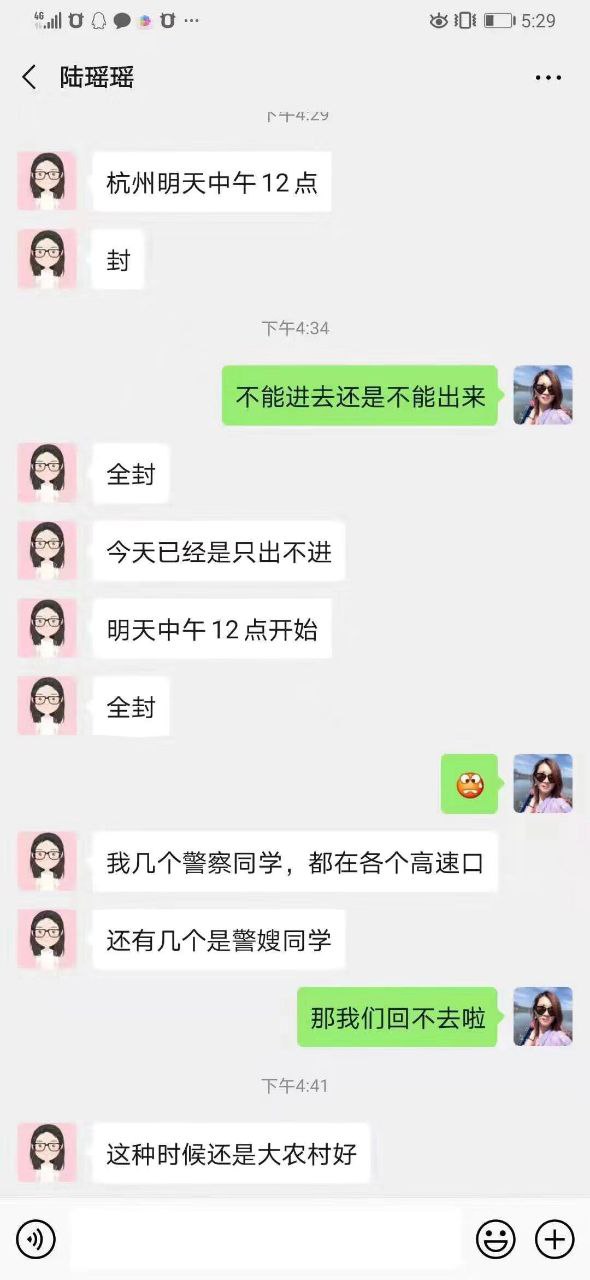 4G 5:29
陆瑶瑶
下午4:29
杭州明天中午12点
封
下午4:34
不能进去还是不能出来
全封
今天已经是只出不进
明天中午12点开始
全封
我几个警察同学，都在各个高速口
还有几个是警嫂同学
那我们回不去啦
下午4:41
这种时候还是大农村好